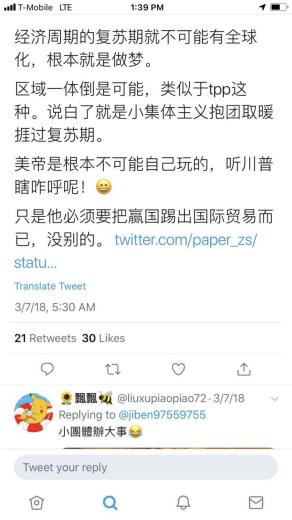 T-Mobile LTE
1:39 PM
经济周期的复苏期就不可能有全球
化，根本就是做梦。
区域一体倒是可能，类似于tpp这
种。说白了就是小集体主义抱团取暖
捱过复苏期。
美帝是根本不可能自己玩的，听川普
瞎咋呼呢！😄
只是他必须要把赢国踢出国际贸易而
已，没别的。 twitter.com/paper_zs/
statu...
Translate Tweet
3/7/18, 5:30 AM
21 Retweets 30 Likes
🌻飄飄🐝 @liuxupiaopiao72 · 3/7/18
Replying to @jiben97559755
小團體辦大事😂
Tweet your reply